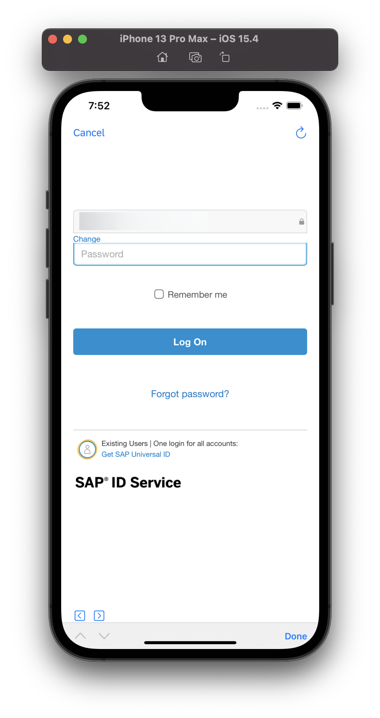 iPhone 13 Pro Max – iOS 15.4
7:52
Cancel
Change
Password
Remember me
Log On
Forgot password?
Existing Users | One login for all accounts:
Get SAP Universal ID
SAP® ID Service
Done